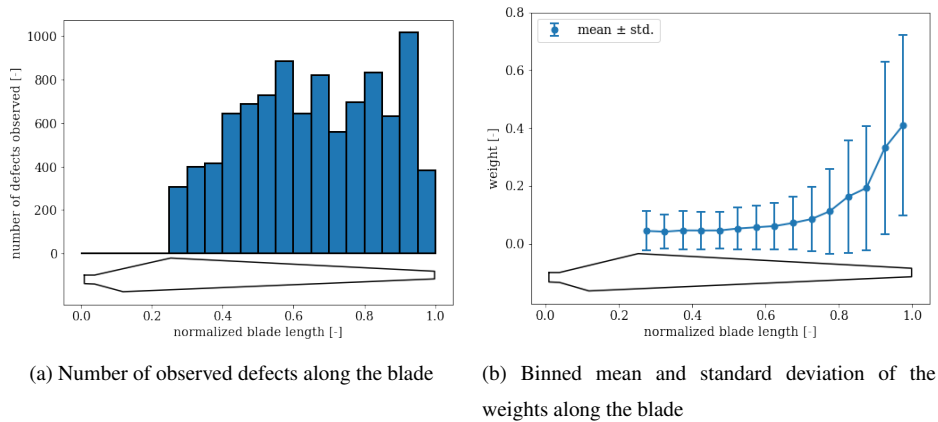 1000
800
600
400
200
0
number of defects observed [-]
0.0 0.2 0.4 0.6 0.8 1.0
normalized blade length [-]
(a) Number of observed defects along the blade
0.8
0.6
0.4
0.2
0.0
weight [-]
mean ± std.
0.0 0.2 0.4 0.6 0.8 1.0
normalized blade length [-]
(b) Binned mean and standard deviation of the
weights along the blade